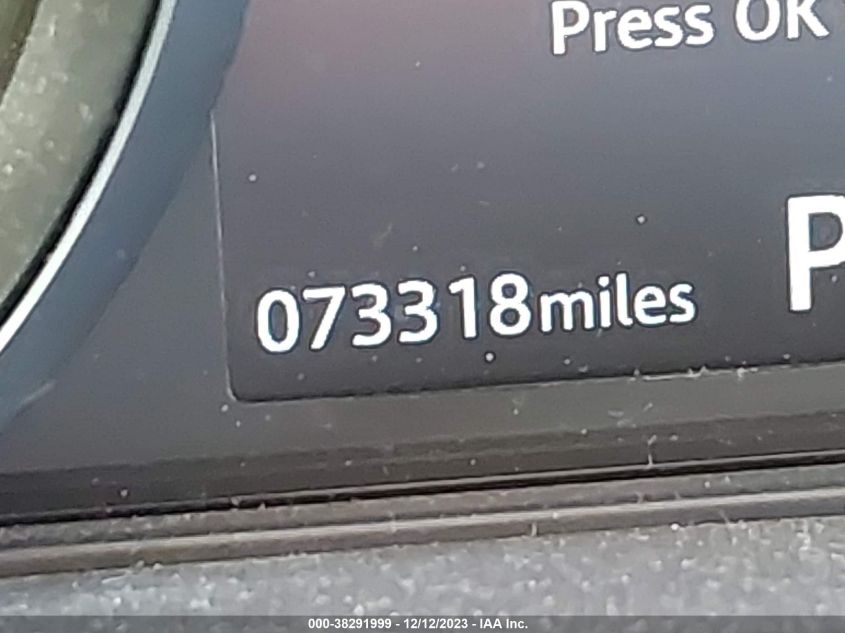 Press OK
P
073318miles
000-38291999 - 12/12/2023 - IAA Inc.